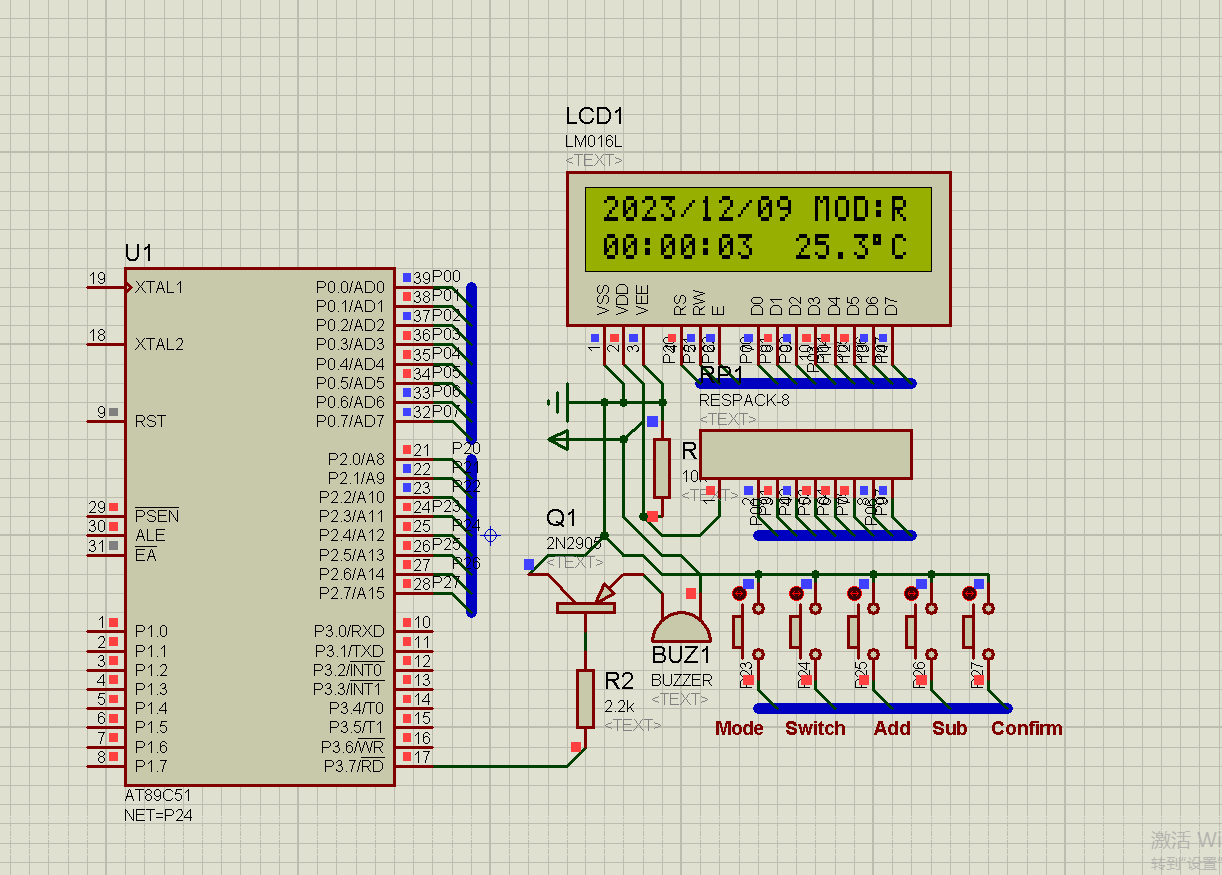 LCD1
LM016L
<TEXT>
2023/12/09 MOD:R
00:00:03 25.3°C
VSS
VDD
VEE
RS
RW
E
D0
D1
D2
D3
D4
D5
D6
D7
1
2
3
U1
19
XTAL1
18
XTAL2
9
RST
29
PSEN
30
ALE
31
EA
1
P1.0
2
P1.1
3
P1.2
4
P1.3
5
P1.4
6
P1.5
7
P1.6
8
P1.7
P0.0/AD0
39
P00
P0.1/AD1
38
P01
P0.2/AD2
37
P02
P0.3/AD3
36
P03
P0.4/AD4
35
P04
P0.5/AD5
34
P05
P0.6/AD6
33
P06
P0.7/AD7
32
P07
P2.0/A8
21
P20
P2.1/A9
22
P2.2/A10
23
P2.3/A11
24
P23
P2.4/A12
25
P24
P2.5/A13
26
P25
P2.6/A14
27
P26
P2.7/A15
28
P27
P3.0/RXD
10
P3.1/TXD
11
P3.2/INT0
12
P3.3/INT1
13
P3.4/T0
14
P3.5/T1
15
P3.6/WR
16
P3.7/RD
17
AT89C51
NET=P24
RP1
RESPACK-8
<TEXT>
<TEXT>
Q1
2N2905
<TEXT>
R2
2.2k
<TEXT>
BUZ1
BUZZER
<TEXT>
P23
P24
P25
P26
P27
Mode Switch Add Sub Confirm
激活 Wi
转到"设置"